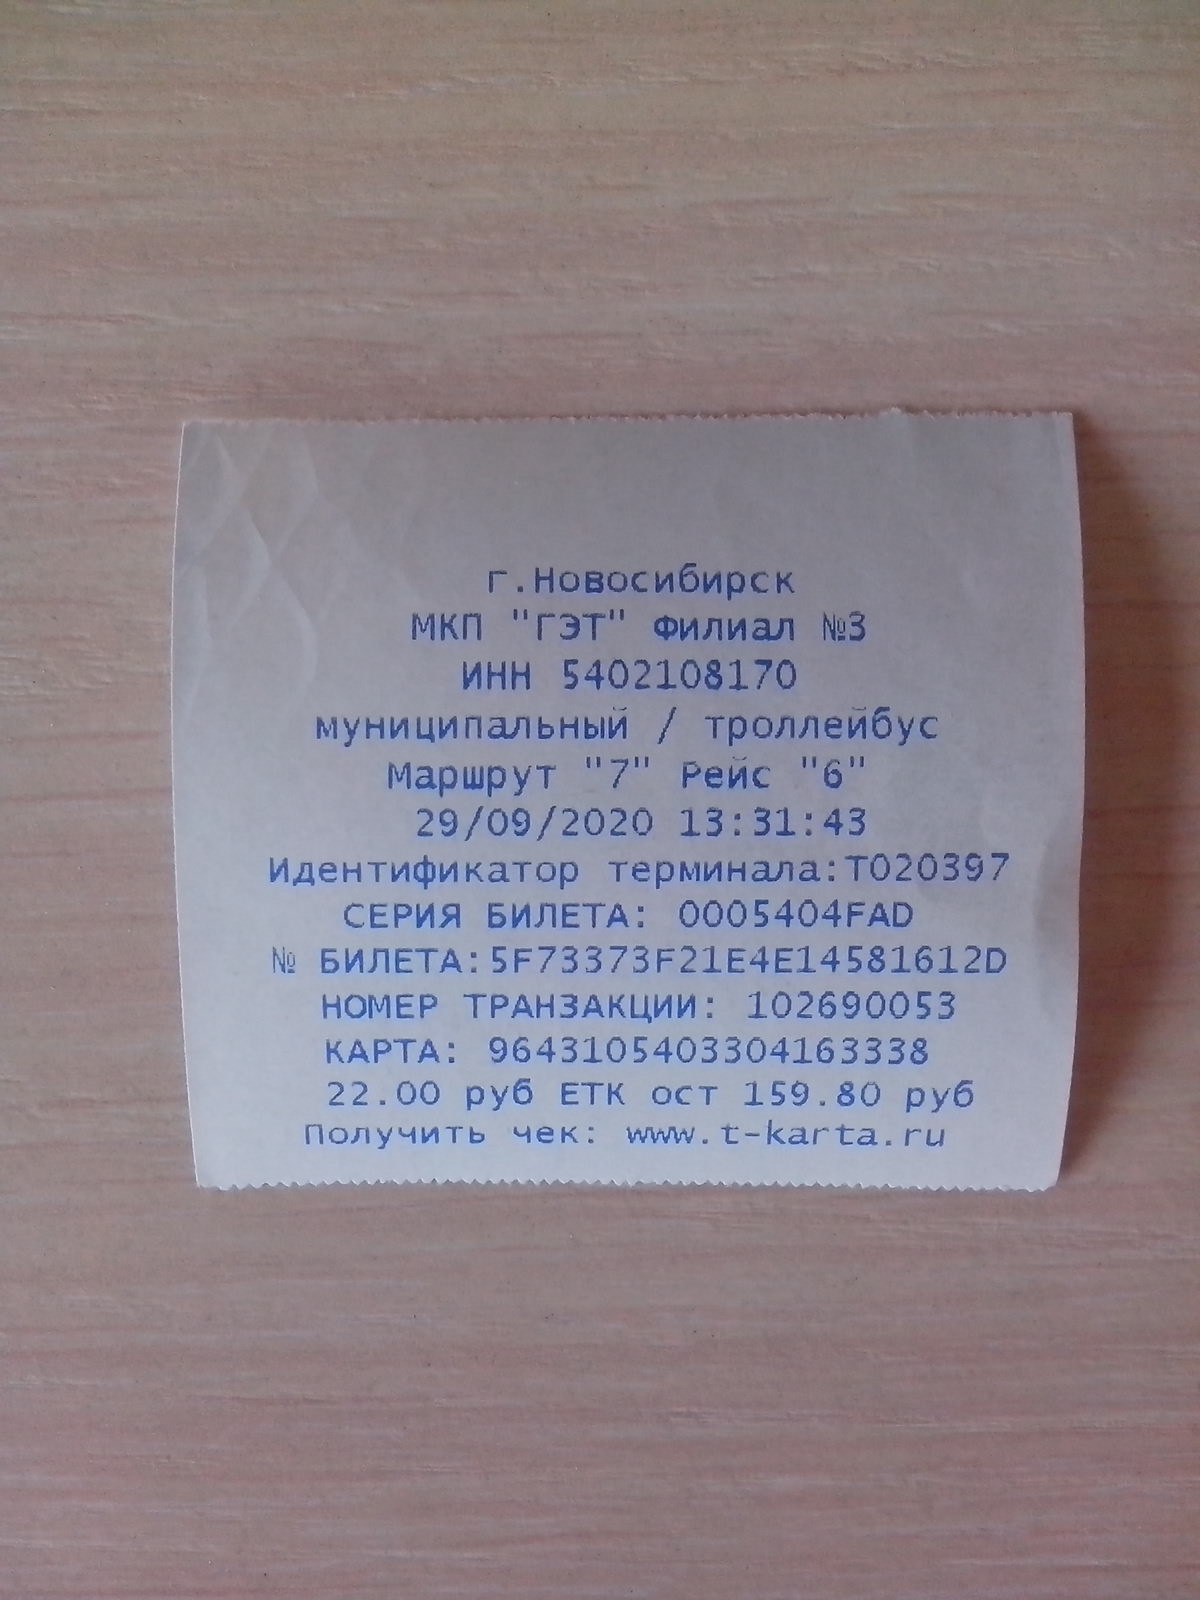 г.Новосибирск
МКП "ГЭТ" Филиал №3
ИНН 5402108170
муниципальный / троллейбус
Маршрут "7" Рейс "6"
29/09/2020 13:31:43
Идентификатор терминала:T020397
СЕРИЯ БИЛЕТА: 0005404FAD
№ БИЛЕТА:5F73373F21E4E14581612D
НОМЕР ТРАНЗАКЦИИ: 102690053
КАРТА: 9643105403304163338
22.00 руб ЕТК ост 159.80 руб
Получить чек: www.t-karta.ru